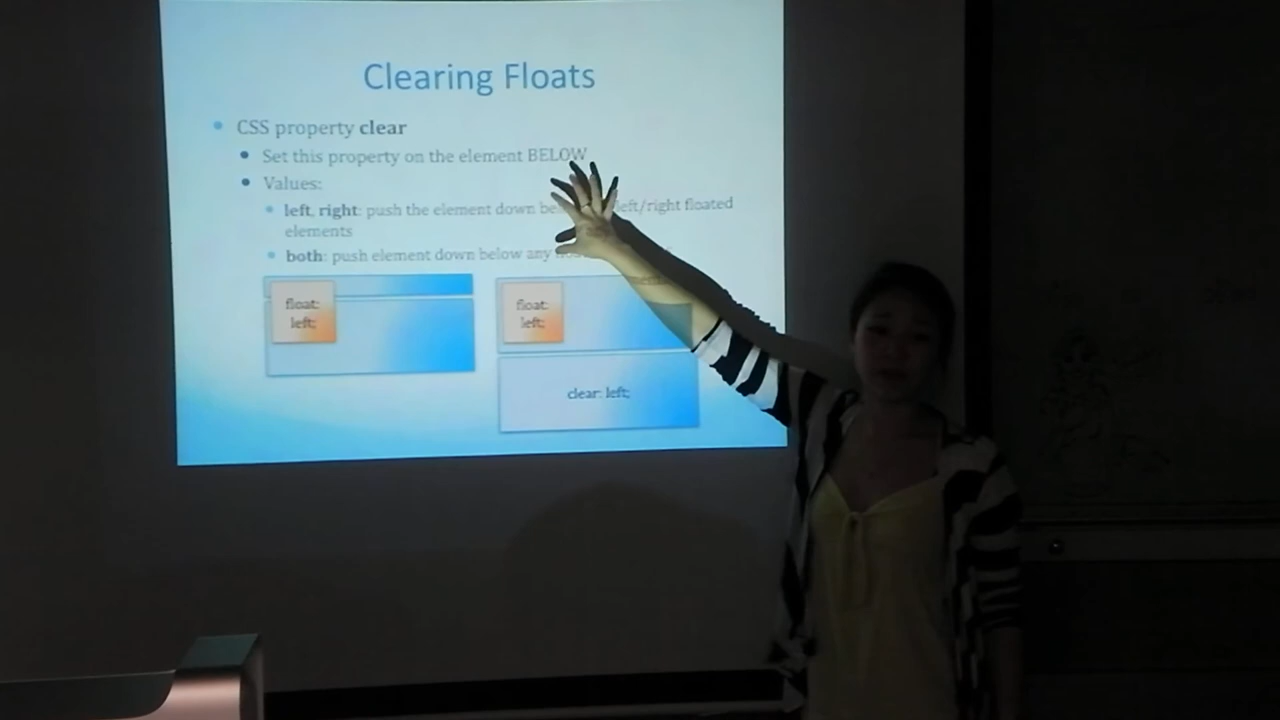 Clearing Floats
CSS property clear
Set this property on the element BELOW
Values:
left, right: push the element down left/right floated
elements
both: push element down below any
float:
left;
float:
left;
clear: left;